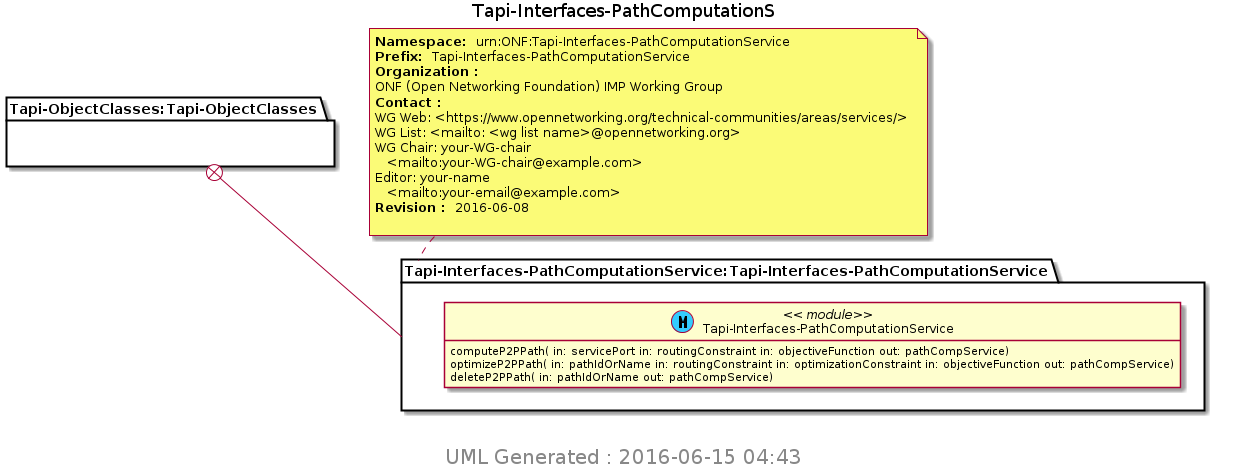 Tapi-Interfaces-PathComputationS
Namespace: urn:ONF:Tapi-Interfaces-PathComputationService
Prefix: Tapi-Interfaces-PathComputationService
Organization :
ONF (Open Networking Foundation) IMP Working Group
Contact :
WG Web: <https://www.opennetworking.org/technical-communities/areas/services/>
WG List: <mailto: <wg list name>@opennetworking.org>
WG Chair: your-WG-chair
<mailto:your-WG-chair@example.com>
Editor: your-name
<mailto:your-email@example.com>
Revision : 2016-06-08
Tapi-ObjectClasses:Tapi-ObjectClasses
Tapi-Interfaces-PathComputationService:Tapi-Interfaces-PathComputationService
M
<< module>>
Tapi-Interfaces-PathComputationService
computeP2PPath( in: servicePort in: routingConstraint in: objectiveFunction out: pathCompService)
optimizeP2PPath( in: pathIdOrName in: routingConstraint in: optimizationConstraint in: objectiveFunction out: pathCompService)
deleteP2PPath( in: pathIdOrName out: pathCompService)
UML Generated : 2016-06-15 04:43